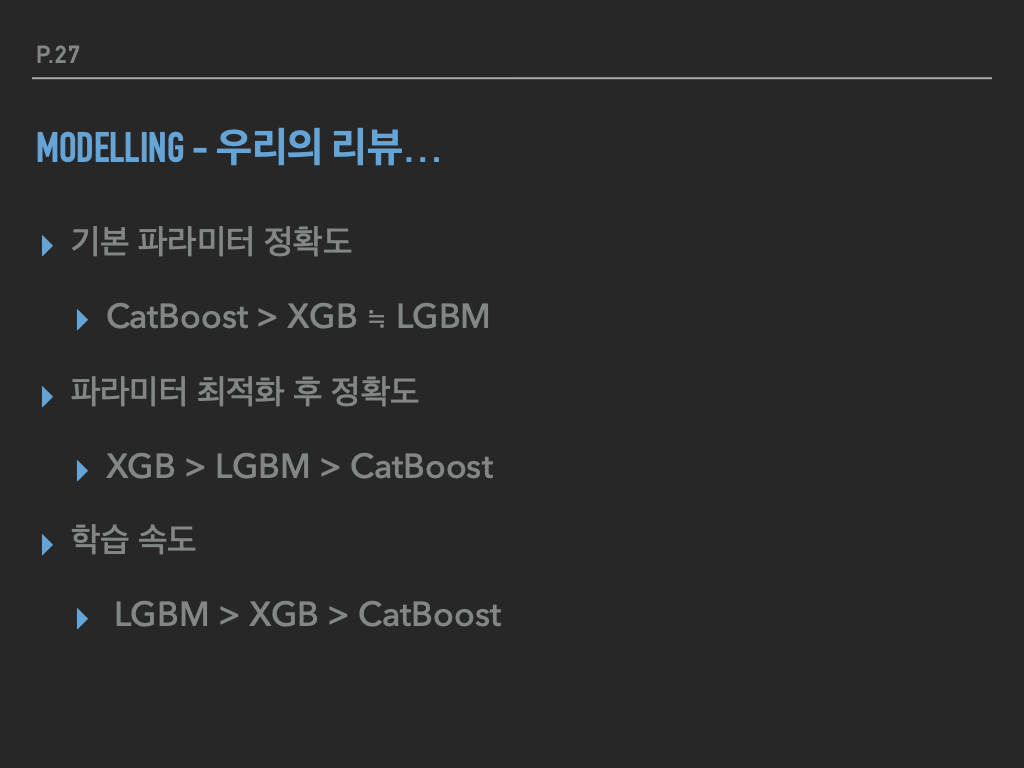 P.27
MODELLING - 우리의 리뷰...
▸ 기본 파라미터 정확도
▸ CatBoost > XGB ≒ LGBM
▸ 파라미터 최적화 후 정확도
▸ XGB > LGBM > CatBoost
▸ 학습 속도
▸ LGBM > XGB > CatBoost